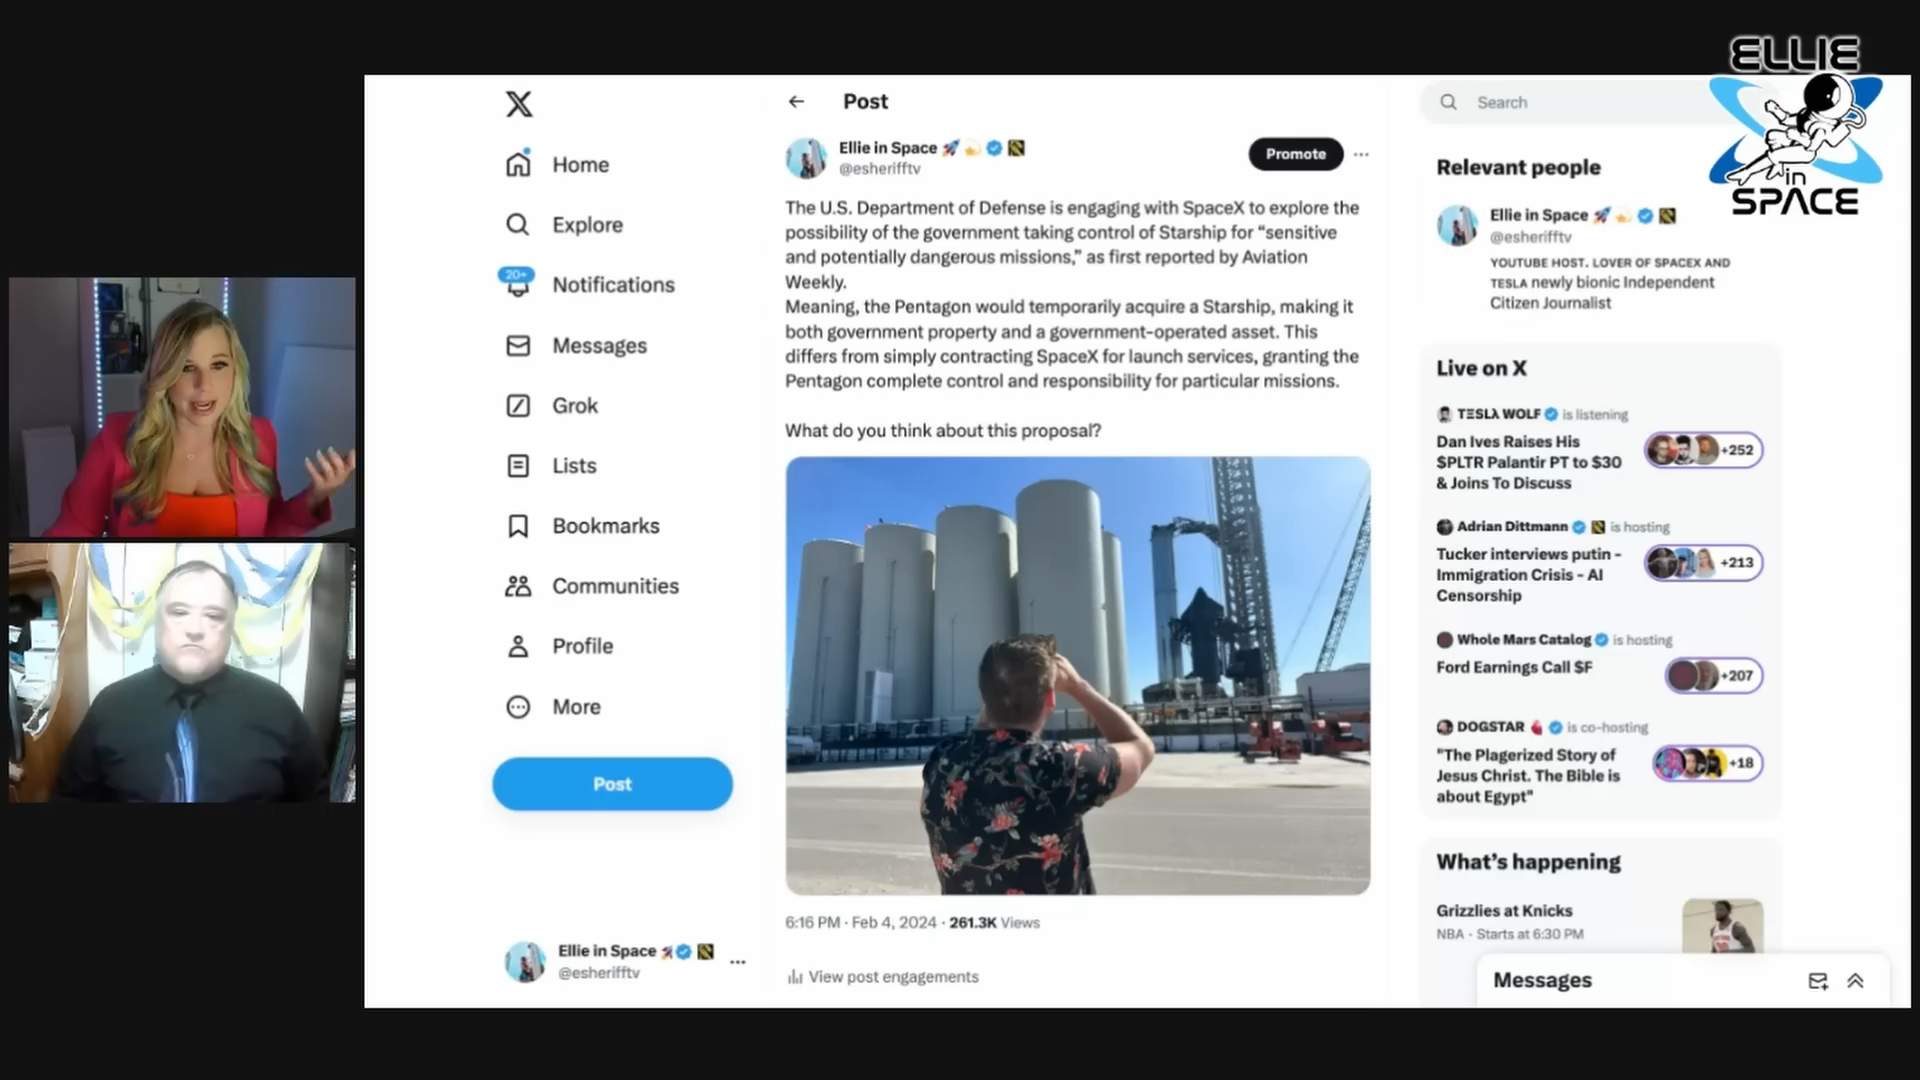 ELLIE
in
SPACE
Home
Explore
20+
Notifications
Messages
Grok
Lists
Bookmarks
Communities
Profile
More
Post
Ellie in Space
@esherifftv
Post
Ellie in Space
@esherifftv
Promote
The U.S. Department of Defense is engaging with SpaceX to explore the
possibility of the government taking control of Starship for “sensitive
and potentially dangerous missions,” as first reported by Aviation
Weekly.
Meaning, the Pentagon would temporarily acquire a Starship, making it
both government property and a government-operated asset. This
differs from simply contracting SpaceX for launch services, granting the
Pentagon complete control and responsibility for particular missions.
What do you think about this proposal?
6:16 PM · Feb 4, 2024 · 261.3K Views
View post engagements
Search
Relevant people
Ellie in Space
@esherifftv
YOUTUBE HOST. LOVER OF SPACEX AND
TESLA newly bionic Independent
Citizen Journalist
Live on X
TΞSLΛ WOLF is listening
Dan Ives Raises His
$PLTR Palantir PT to $30
& Joins To Discuss
+252
Adrian Dittmann is hosting
Tucker interviews putin -
Immigration Crisis - AI
Censorship
+213
Whole Mars Catalog is hosting
Ford Earnings Call $F
+207
DOGSTAR is co-hosting
"The Plagerized Story of
Jesus Christ. The Bible is
about Egypt"
+18
What’s happening
Grizzlies at Knicks
NBA · Starts at 6:30 PM
Messages